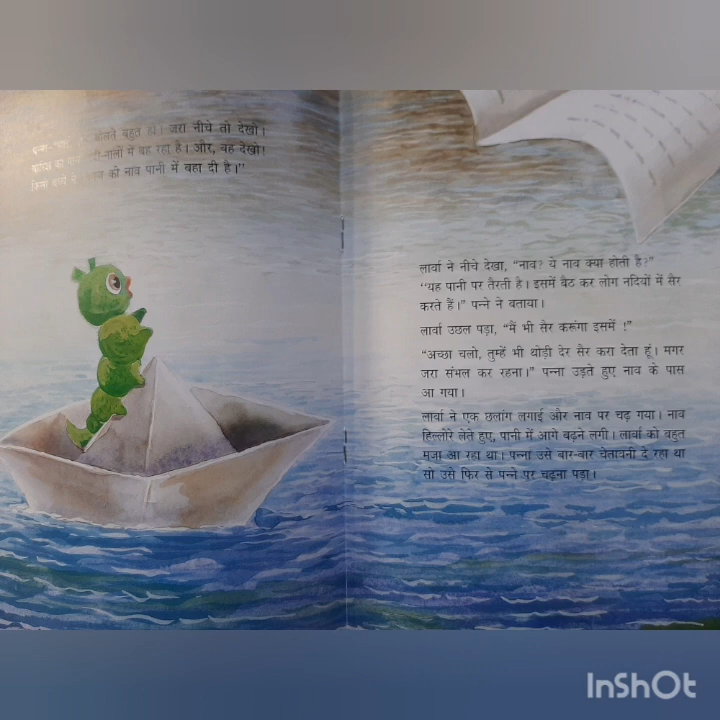 बोलते बहुत हो। जरा नीचे तो देखो।
में बह रहा है। और, वह देखो!
की नाव पानी में बहा दी है।"
लार्वा ने नीचे देखा, "नाव? ये नाव क्या होती है?"
"यह पानी पर तैरती है। इसमें बैठ कर लोग नदियों में सैर
करते हैं।" पन्ने ने बताया।
लार्वा उछल पड़ा, "मैं भी सैर करूंगा इसमें !"
"अच्छा चलो, तुम्हें भी थोड़ी देर सैर करा देता हूं। मगर
जरा संभल कर रहना।" पन्ना उड़ते हुए नाव के पास
आ गया।
लार्वा ने एक छलांग लगाई और नाव पर चढ़ गया। नाव
हिल्लोरे लेते हुए, पानी में आगे बढ़ने लगी। लार्वा को बहुत
मज़ा आ रहा था। पन्ना उसे बार-बार चेतावनी दे रहा था
सो उसे फिर से पन्ने पर चढ़ना पड़ा।
InShOt